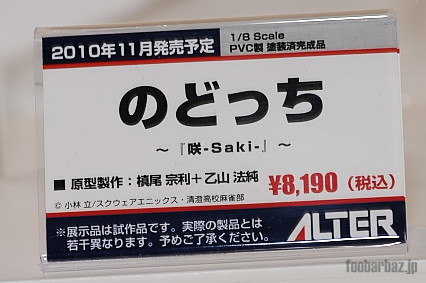 2010年11月発売予定
1/8 Scale
PVC製 塗装済完成品
のどっち
～『咲-Saki-』～
■ 原型製作：槙尾 宗利＋乙山 法純
¥8,190（税込）
© 小林 立/スクウェアエニックス・清澄高校麻雀部
※展示品は試作品です。実際の製品とは
若干異なります。予めご了承ください。
ALTER
foobarbaz.jp